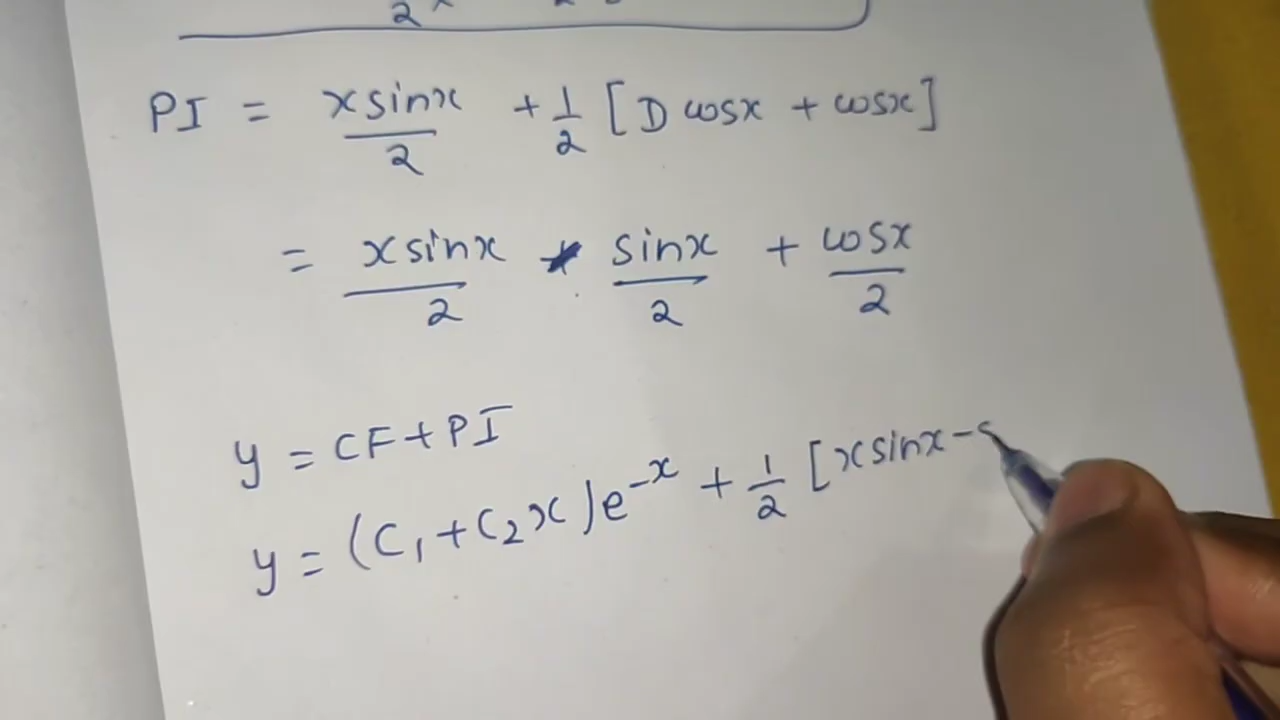 2
PI = x sinx / 2 + 1/2 [D cosx + cosx]
= x sinx / 2 - sinx / 2 + cosx / 2
y = CF + PI
y = (C₁ + C₂x)e^-x + 1/2 [x sinx - s